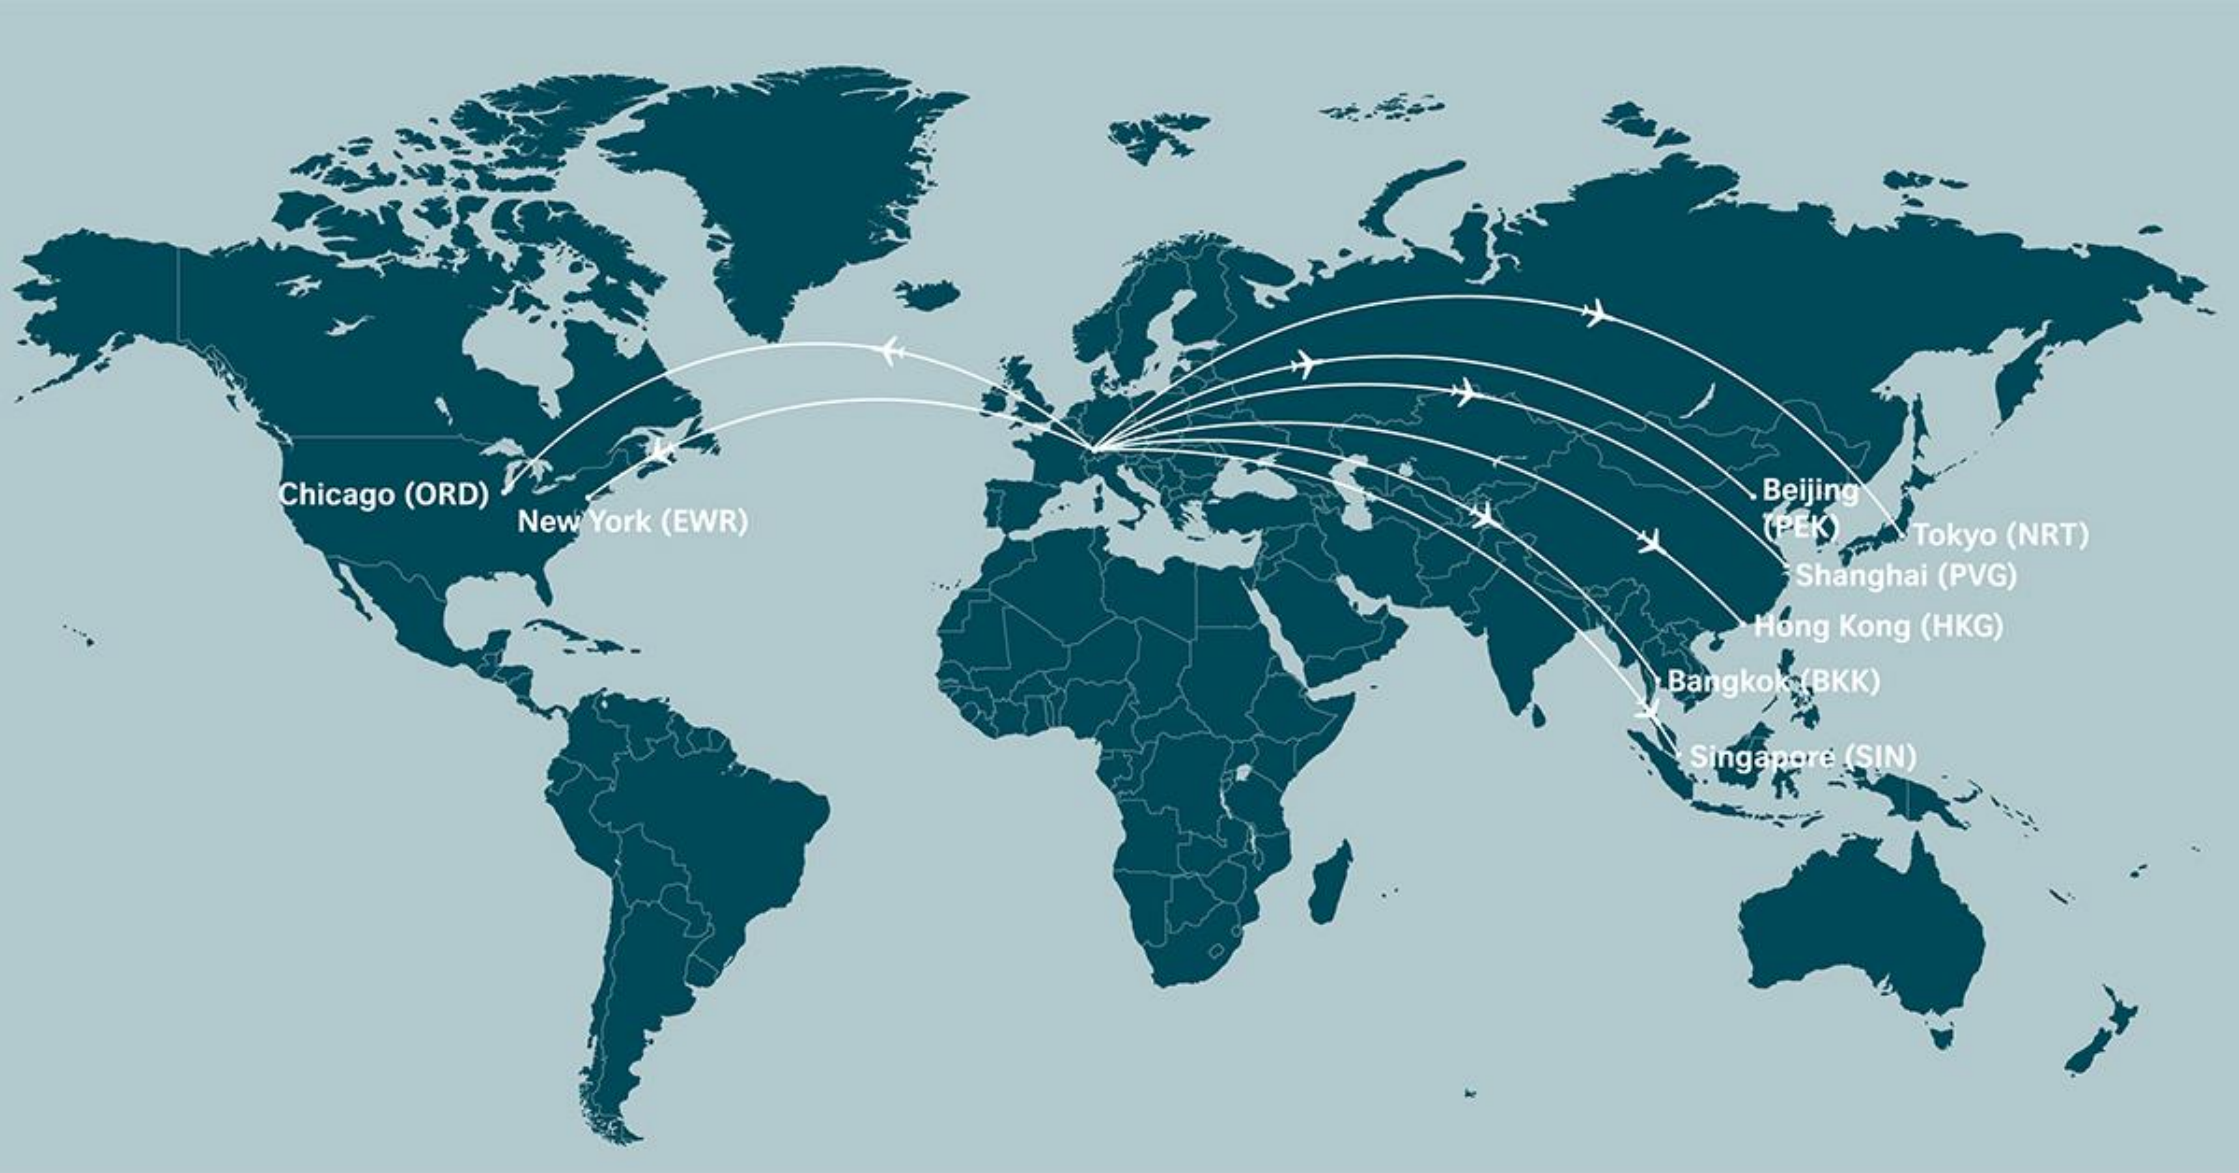 Chicago (ORD)
New York (EWR)
Beijing
(PEK)
Tokyo (NRT)
Shanghai (PVG)
Hong Kong (HKG)
Bangkok (BKK)
Singapore (SIN)